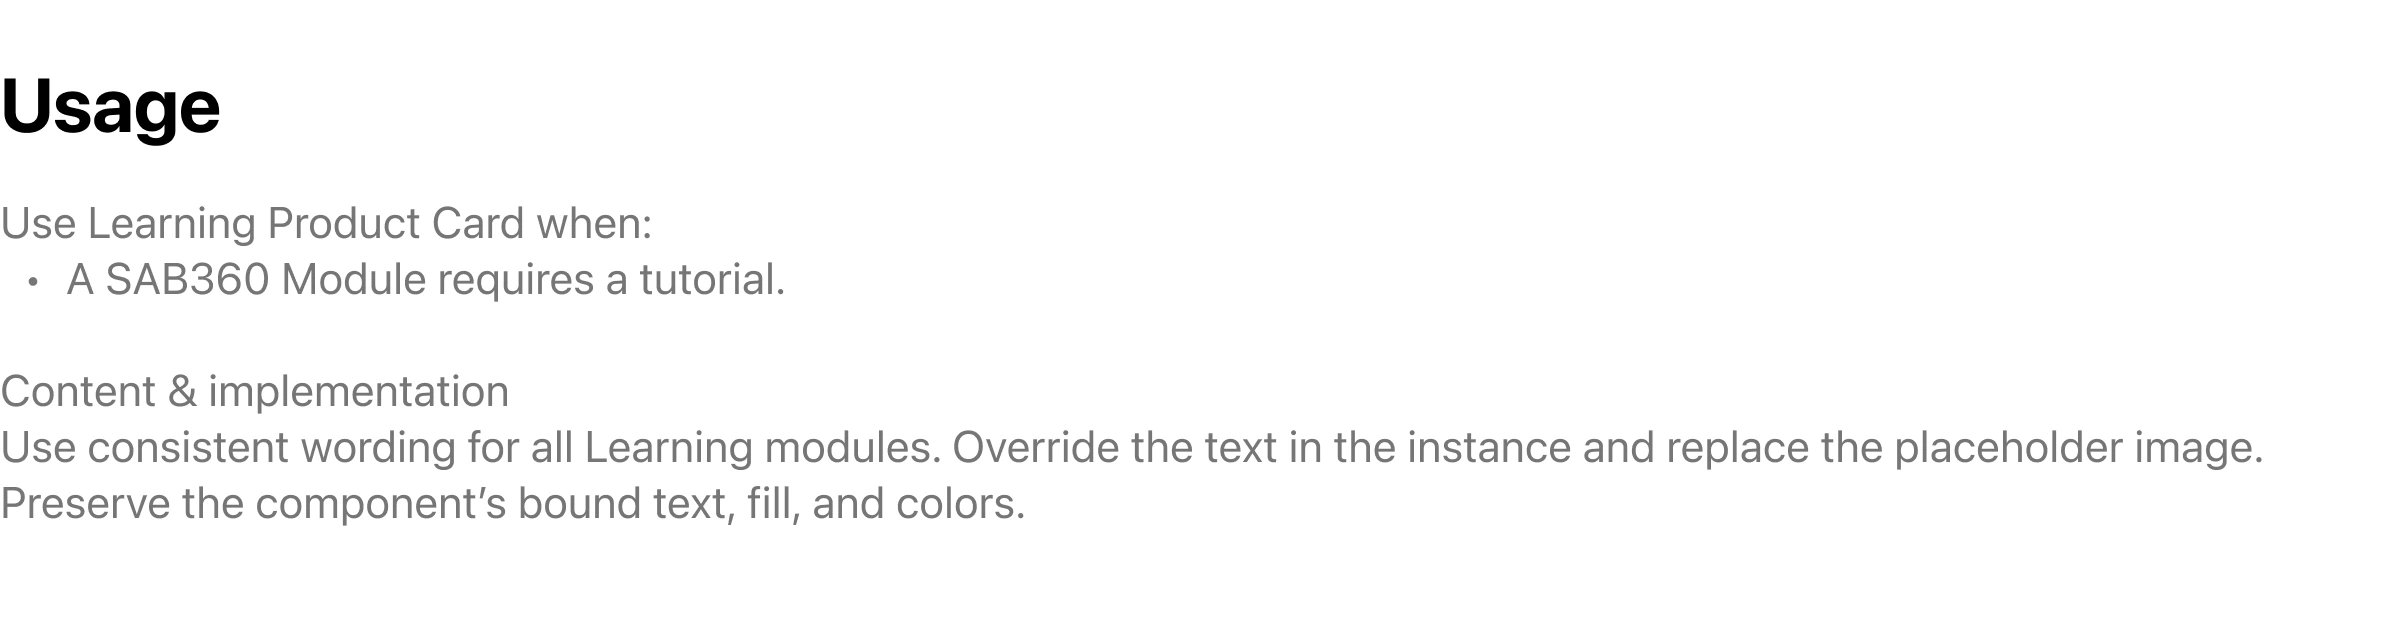 Usage
Use Learning Product Card when:
• A SAB360 Module requires a tutorial.
Content & implementation
Use consistent wording for all Learning modules. Override the text in the instance and replace the placeholder image.
Preserve the component’s bound text, fill, and colors.